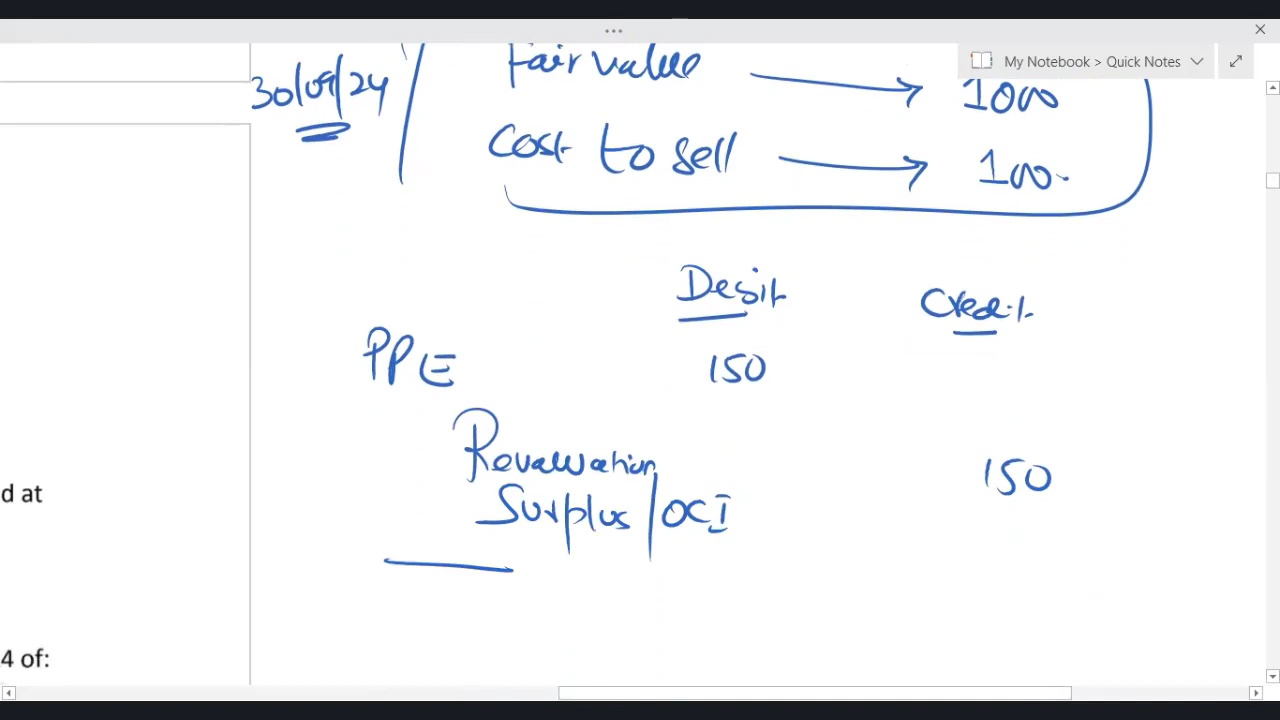 My Notebook > Quick Notes
Fair value 1000
30/09/24
Cost to sell 100
Debit Credit
PPE 150
Revaluation
Surplus/OCI 150
d at
4 of: